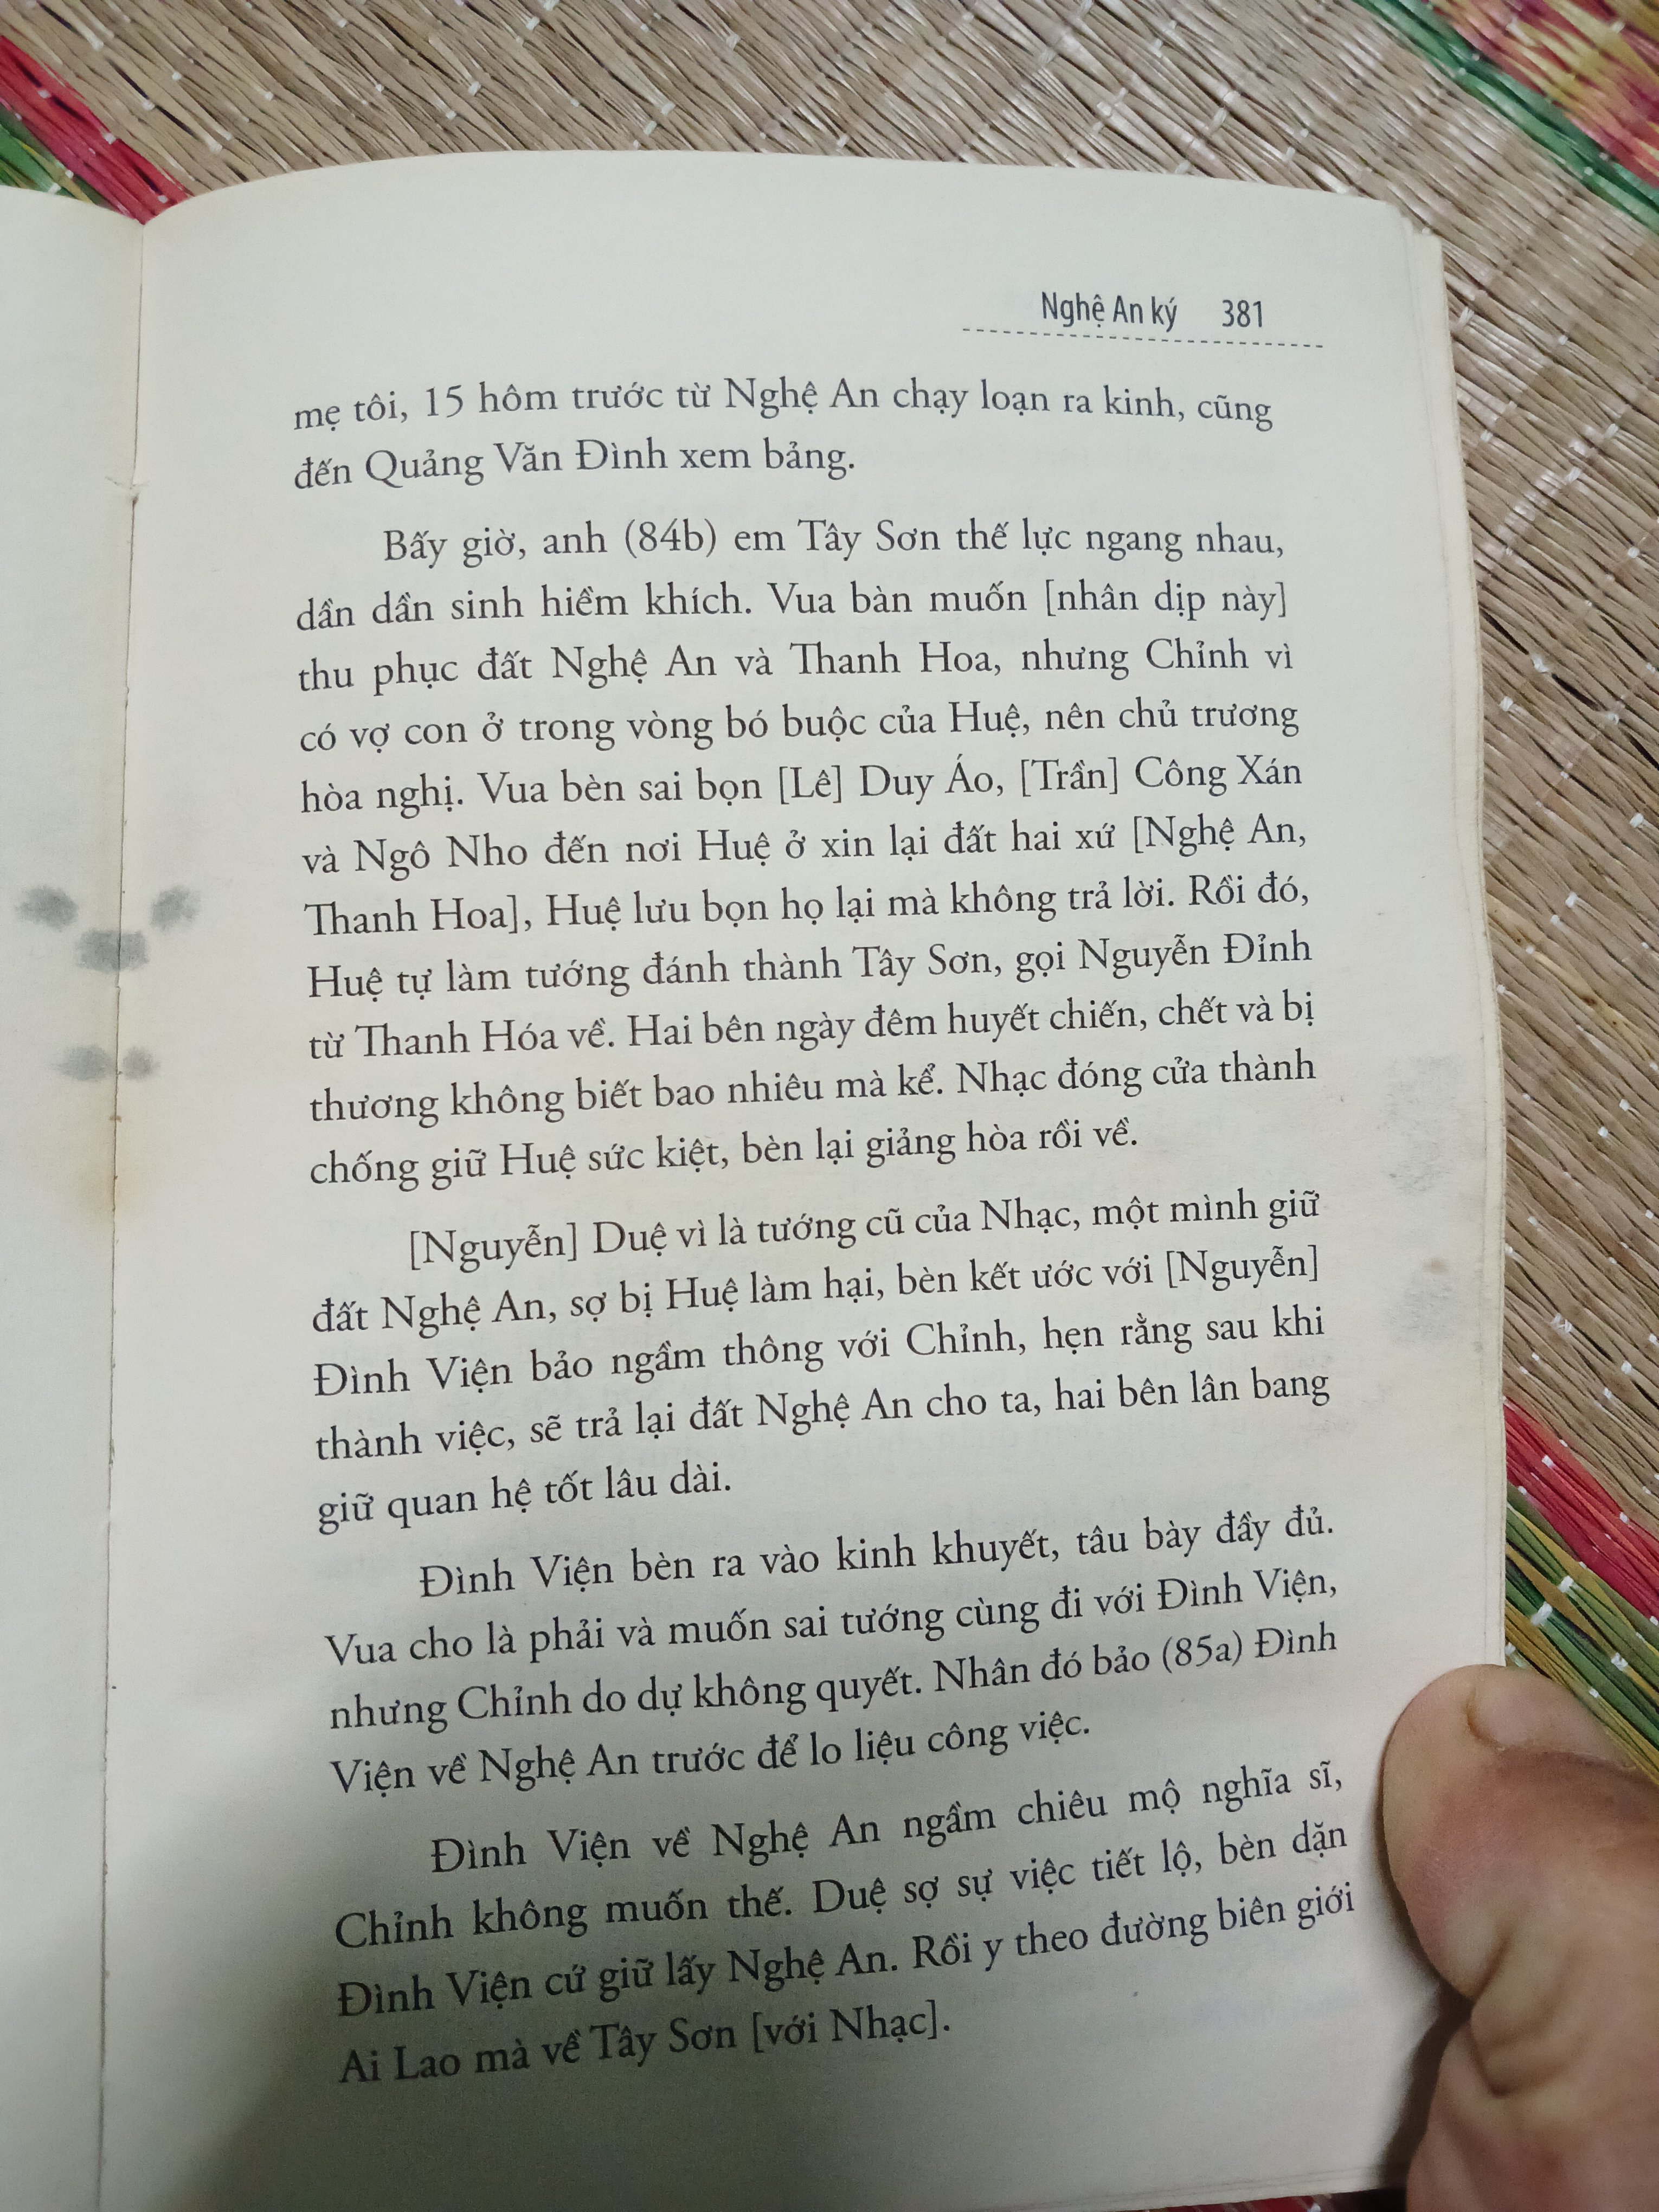 Nghệ An ký 381
mẹ tôi, 15 hôm trước từ Nghệ An chạy loạn ra kinh, cũng
đến Quảng Văn Đình xem bảng.
Bấy giờ, anh (84b) em Tây Sơn thế lực ngang nhau,
dần dần sinh hiềm khích. Vua bàn muốn [nhân dịp này]
thu phục đất Nghệ An và Thanh Hoa, nhưng Chỉnh vì
có vợ con ở trong vòng bó buộc của Huệ, nên chủ trương
hòa nghị. Vua bèn sai bọn [Lê] Duy Áo, [Trần] Công Xán
và Ngô Nho đến nơi Huệ ở xin lại đất hai xứ [Nghệ An,
Thanh Hoa], Huệ lưu bọn họ lại mà không trả lời. Rồi đó,
Huệ tự làm tướng đánh thành Tây Sơn, gọi Nguyễn Đỉnh
từ Thanh Hóa về. Hai bên ngày đêm huyết chiến, chết và bị
thương không biết bao nhiêu mà kể. Nhạc đóng cửa thành
chống giữ Huệ sức kiệt, bèn lại giảng hòa rồi về.
[Nguyễn] Duệ vì là tướng cũ của Nhạc, một mình giữ
đất Nghệ An, sợ bị Huệ làm hại, bèn kết ước với [Nguyễn]
Đình Viện bảo ngầm thông với Chỉnh, hẹn rằng sau khi
thành việc, sẽ trả lại đất Nghệ An cho ta, hai bên lân bang
giữ quan hệ tốt lâu dài.
Đình Viện bèn ra vào kinh khuyết, tâu bày đầy đủ.
Vua cho là phải và muốn sai tướng cùng đi với Đình Viện,
nhưng Chỉnh do dự không quyết. Nhân đó bảo (85a) Đình
Viện về Nghệ An trước để lo liệu công việc.
Đình Viện về Nghệ An ngầm chiêu mộ nghĩa sĩ,
Chỉnh không muốn thế. Duệ sợ sự việc tiết lộ, bèn dặn
Đình Viện cứ giữ lấy Nghệ An. Rồi y theo đường biên giới
Ai Lao mà về Tây Sơn [với Nhạc].